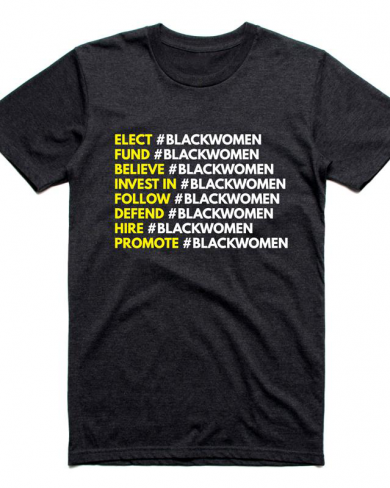 ELECT #BLACKWOMEN
FUND #BLACKWOMEN
BELIEVE #BLACKWOMEN
INVEST IN #BLACKWOMEN
FOLLOW #BLACKWOMEN
DEFEND #BLACKWOMEN
HIRE #BLACKWOMEN
PROMOTE #BLACKWOMEN